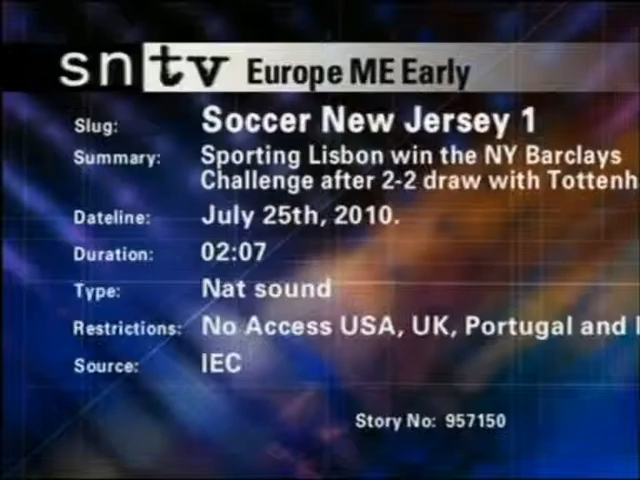 sntv Europe ME Early
Slug: Soccer New Jersey 1
Summary: Sporting Lisbon win the NY Barclays
Challenge after 2-2 draw with Tottenh
Dateline: July 25th, 2010.
Duration: 02:07
Type: Nat sound
Restrictions: No Access USA, UK, Portugal and
Source: IEC
Story No: 957150